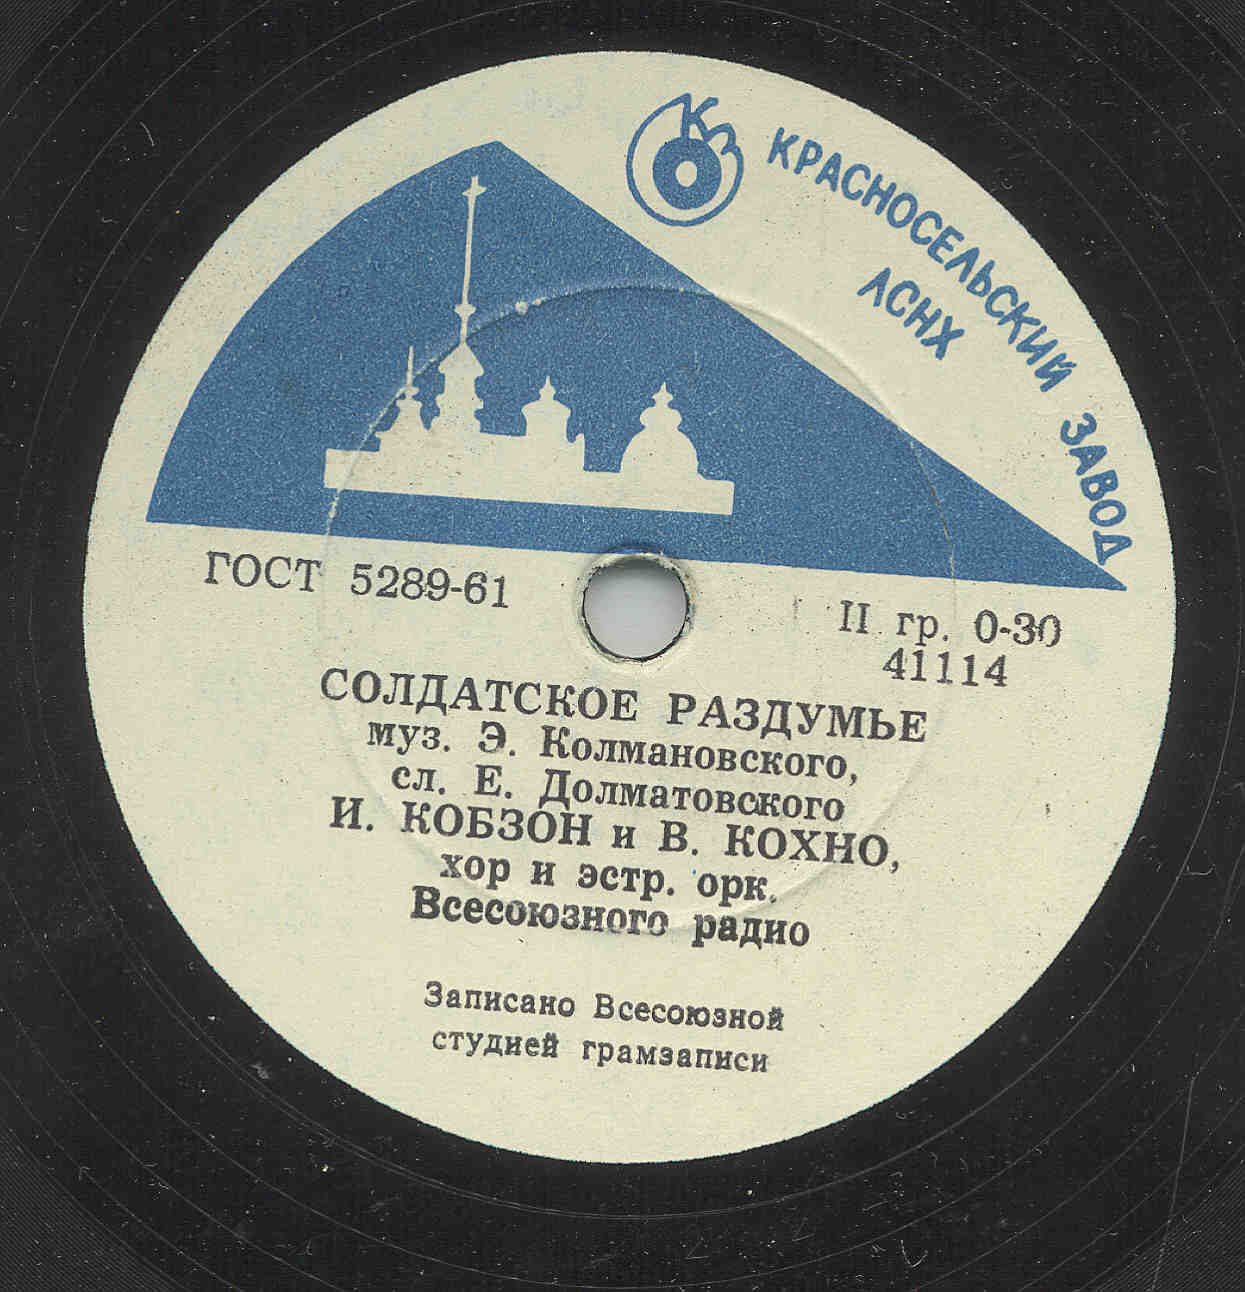 КЗ
КРАСНОСЕЛЬСКИЙ ЗАВОД
ЛСНХ
ГОСТ 5289-61
II гр. 0-30
41114
СОЛДАТСКОЕ РАЗДУМЬЕ
муз. Э. Колмановского,
сл. Е. Долматовского
И. КОБЗОН и В. КОХНО,
хор и эстр. орк.
Всесоюзного радио
Записано Всесоюзной
студией грамзаписи